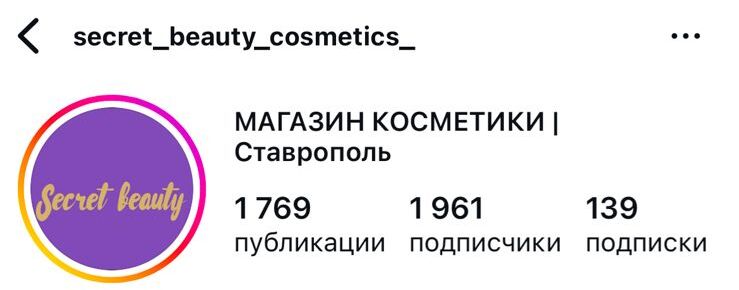 secret_beauty_cosmetics_
МАГАЗИН КОСМЕТИКИ |
Ставрополь
Secret beauty
1 769 1 961 139
публикации подписчики подписки